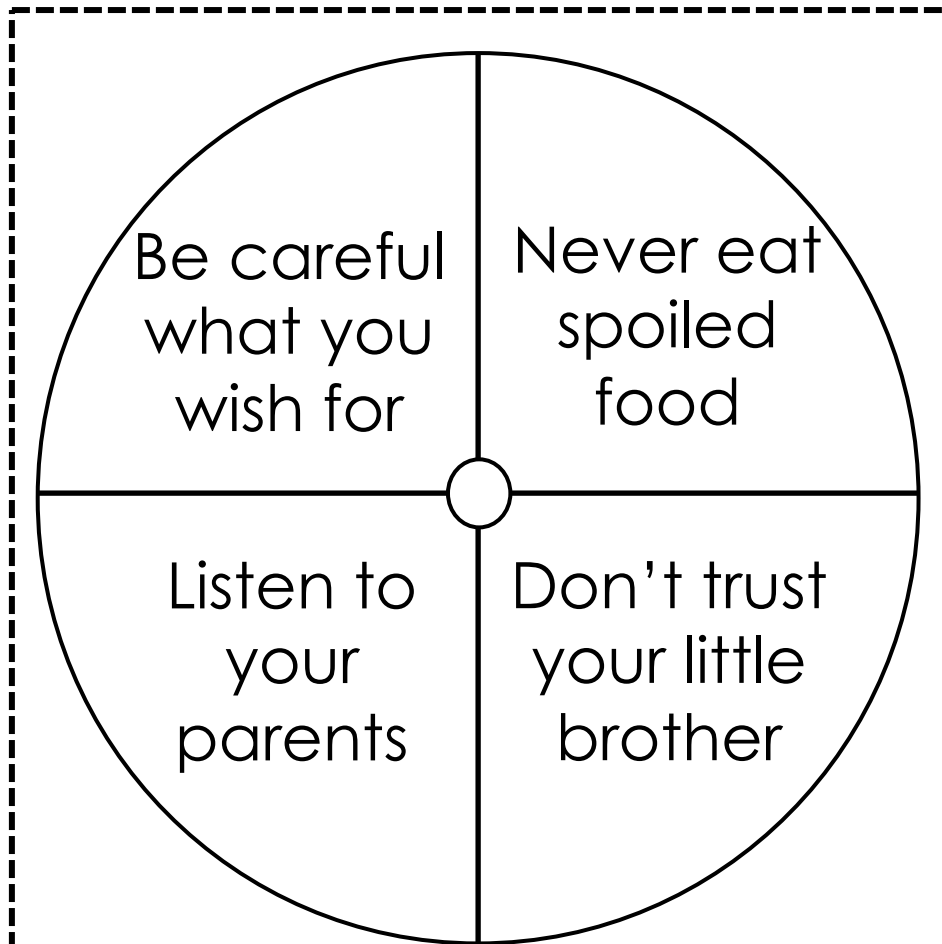 Be careful
what you
wish for
Never eat
spoiled
food
Listen to
your
parents
Don't trust
your little
brother